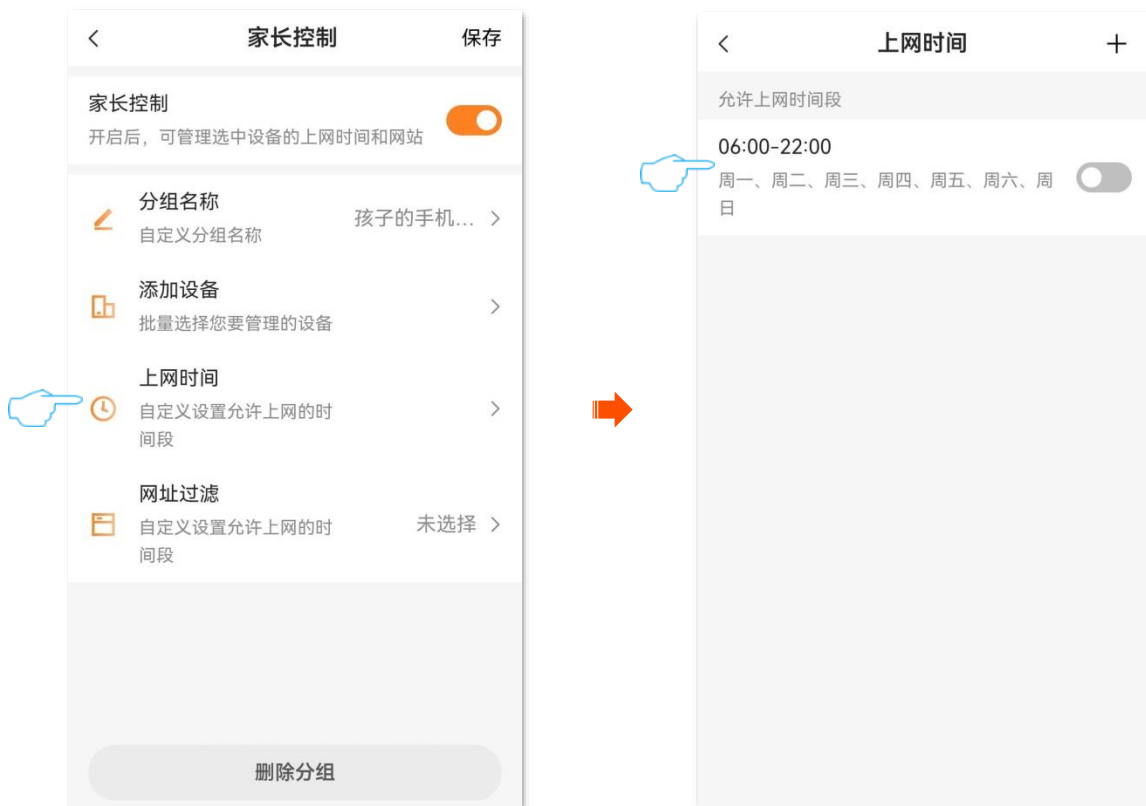 家长控制
保存
家长控制
开启后，可管理选中设备的上网时间和网站
分组名称
自定义分组名称
孩子的手机...
添加设备
批量选择您要管理的设备
上网时间
自定义设置允许上网的时
间段
网址过滤
自定义设置允许上网的时
间段
未选择
删除分组
上网时间
允许上网时间段
06:00-22:00
周一、周二、周三、周四、周五、周六、周
日